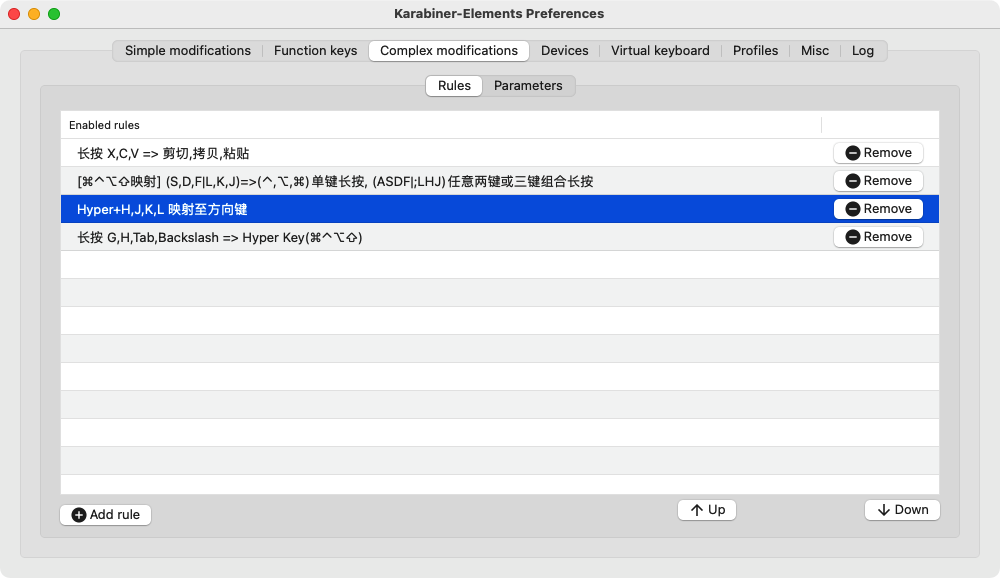 Karabiner-Elements Preferences
Simple modifications Function keys Complex modifications Devices Virtual keyboard Profiles Misc Log
Rules Parameters
Enabled rules
长按 X,C,V => 剪切,拷贝,粘贴 Remove
[⌘⌃⌥⇧映射] (S,D,F|L,K,J)=>(⌃,⌥,⌘)单键长按, (ASDF|;LHJ)任意两键或三键组合长按 Remove
Hyper+H,J,K,L 映射至方向键 Remove
长按 G,H,Tab,Backslash => Hyper Key(⌘⌃⌥⇧) Remove
Add rule Up Down